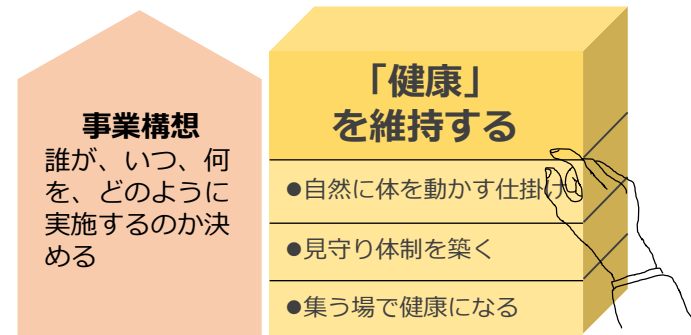 事業構想
誰が、いつ、何
を、どのように
実施するのか決
める
「健康」
を維持する
●自然に体を動かす仕掛け
●見守り体制を築く
●集う場で健康になる